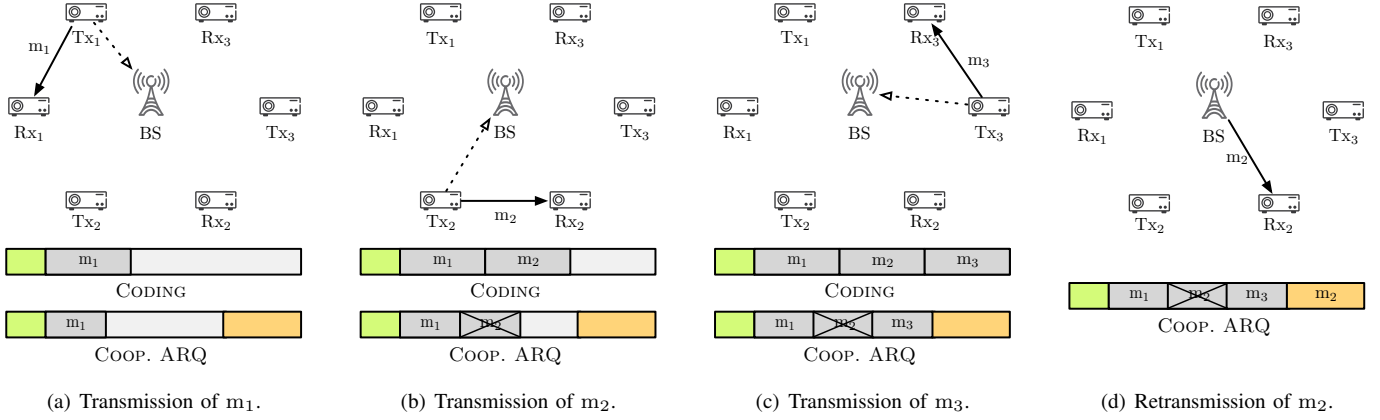 Tx₁
Rx₃
m₁
Rx₁
BS
Tx₃
Tx₂
Rx₂
m₁
CODING
m₁
COOP. ARQ
(a) Transmission of m₁.
Tx₁
Rx₃
Rx₁
BS
Tx₃
Tx₂
m₂
Rx₂
m₁ m₂
CODING
m₁ m₂
COOP. ARQ
(b) Transmission of m₂.
Tx₁
Rx₃
m₃
Rx₁
BS
Tx₃
Tx₂
Rx₂
m₁ m₂ m₃
CODING
m₁ m₂ m₃
COOP. ARQ
(c) Transmission of m₃.
Tx₁
Rx₃
Rx₁
BS
Tx₃
m₂
Tx₂
Rx₂
m₁ m₂ m₃ m₂
COOP. ARQ
(d) Retransmission of m₂.